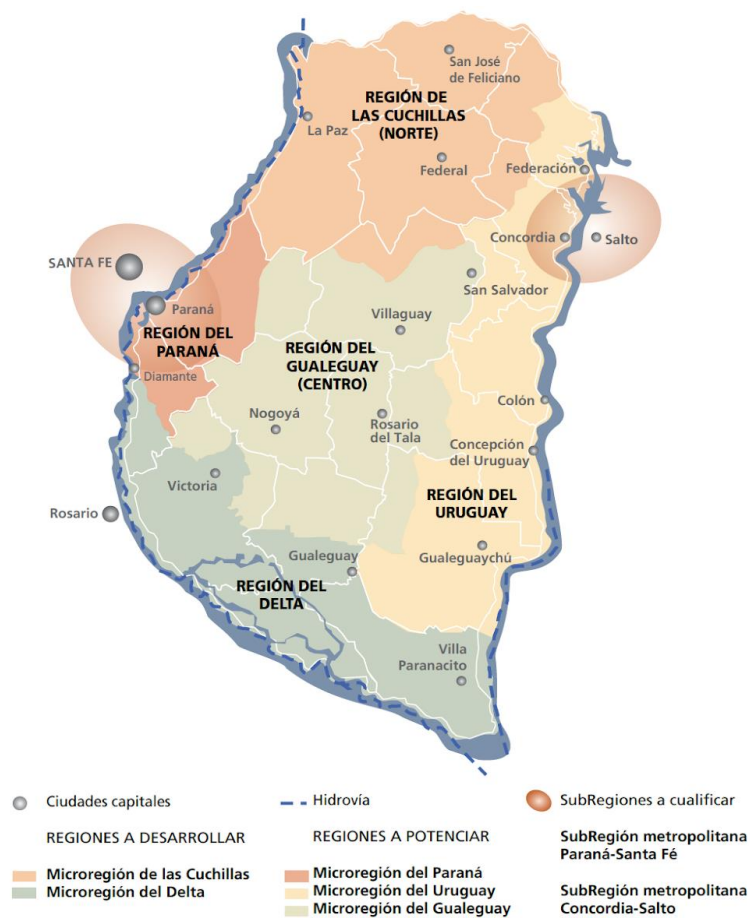 San José
de Feliciano
REGIÓN DE
LAS CUCHILLAS
(NORTE)
La Paz
Federal
Federación
SANTA FE
Concordia
Salto
San Salvador
Paraná
Villaguay
REGIÓN DEL
PARANÁ
REGIÓN DEL
GUALEGUAY
(CENTRO)
Diamante
Colón
Nogoyá
Rosario
del Tala
Concepción
del Uruguay
Victoria
REGIÓN DEL
URUGUAY
Rosario
Gualeguay
Gualeguaychú
REGIÓN DEL
DELTA
Villa
Paranacito
Ciudades capitales
Hidrovía
SubRegiones a cualificar
REGIONES A DESARROLLAR
REGIONES A POTENCIAR
SubRegión metropolitana
Paraná-Santa Fé
Microregión de las Cuchillas
Microregión del Delta
Microregión del Paraná
Microregión del Uruguay
Microregión del Gualeguay
SubRegión metropolitana
Concordia-Salto